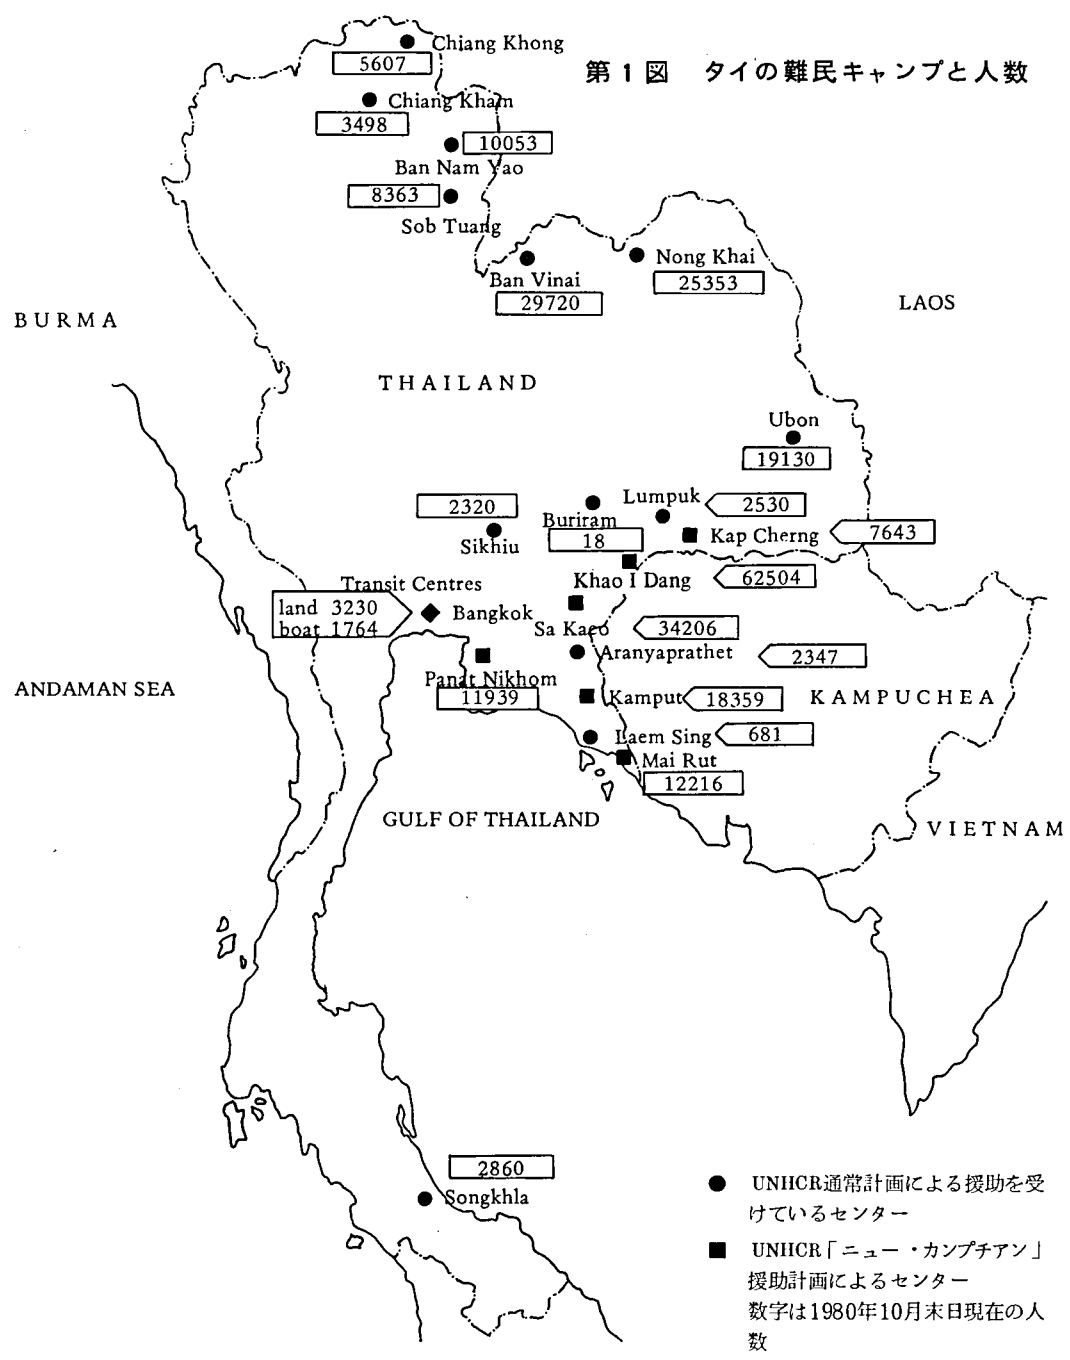 Chiang Khong
5607
第1図　タイの難民キャンプと人数
Chiang Kham
3498
10053
Ban Nam Yao
8363
Sob Tuang
Nong Khai
25353
Ban Vinai
29720
LAOS
BURMA
THAILAND
Ubon
19130
2320
Sikhiu
Buriram
18
Lumpuk
2530
Kap Cherng
7643
Khao I Dang
62504
Transit Centres
land 3230
boat 1764
Bangkok
Sa Kaeo
34206
Aranyaprathet
2347
ANDAMAN SEA
Panat Nikhom
11939
Kamput
18359
KAMPUCHEA
Laem Sing
681
Mai Rut
12216
GULF OF THAILAND
VIETNAM
2860
Songkhla
● UNHCR通常計画による援助を受
けているセンター
■ UNHCR「ニュー・カンプチアン」
援助計画によるセンター
数字は1980年10月末日現在の人
数